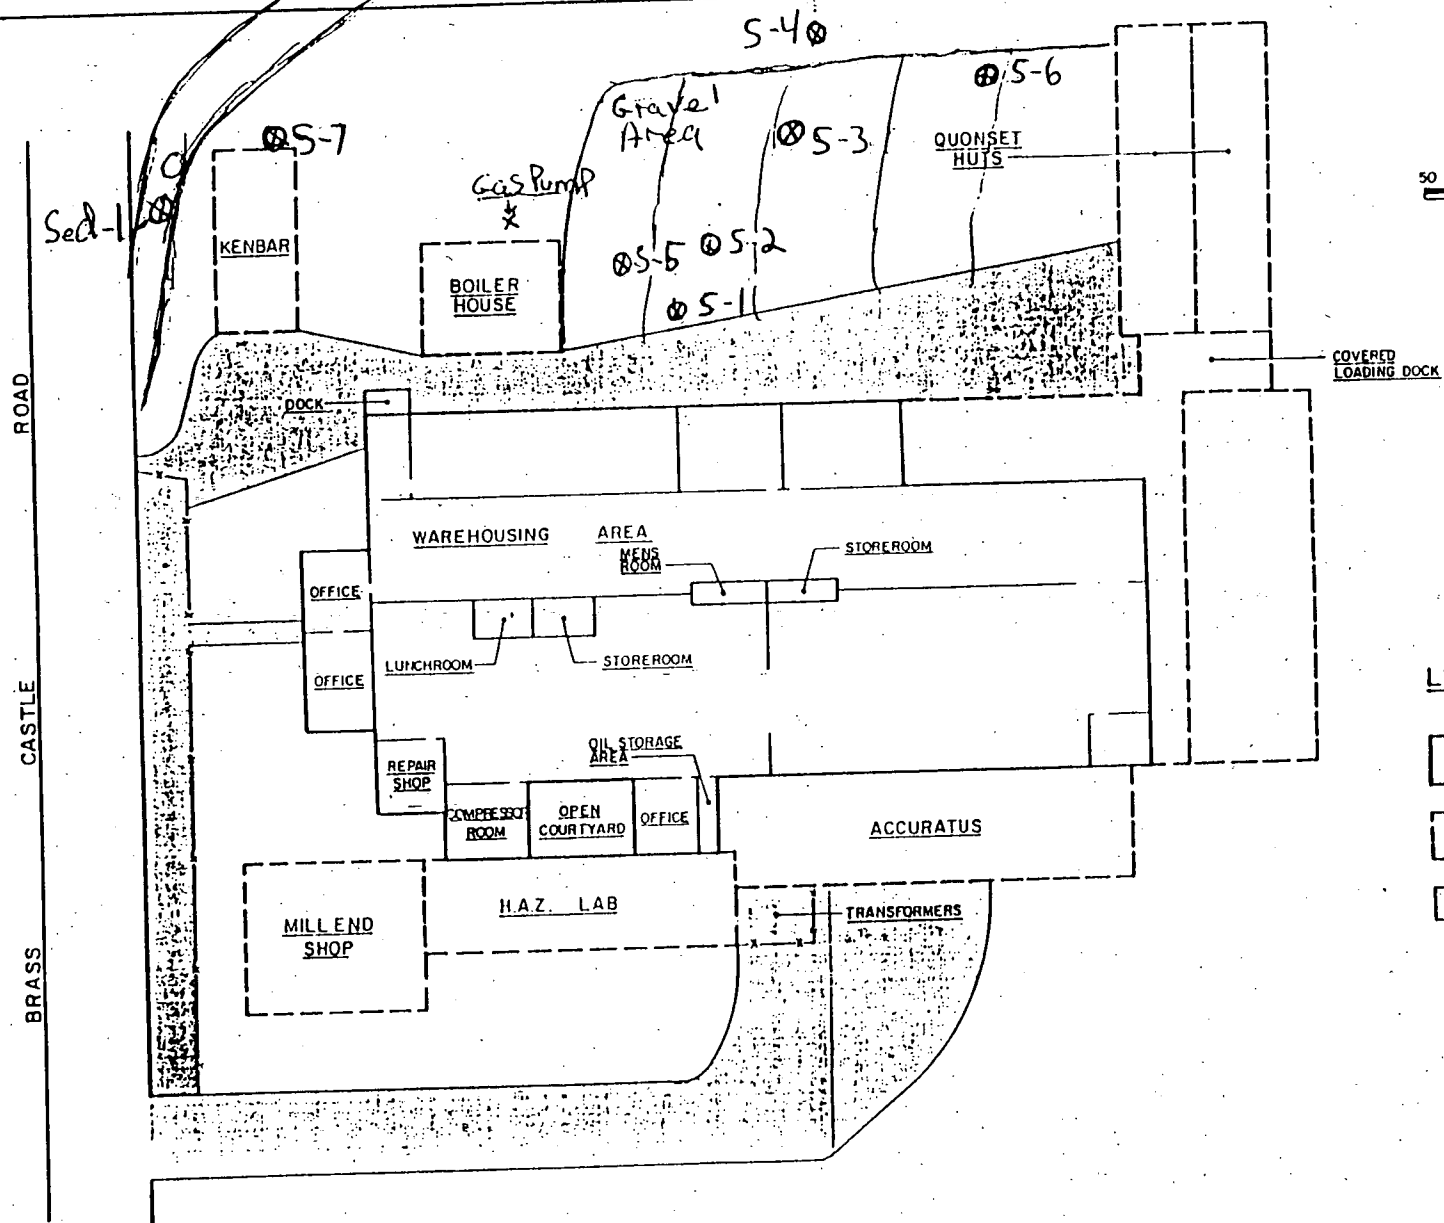 S-4
S-6
Gravel
Area
S-3
QUONSET
HUTS
S-7
Gas Pump
x
50
Sed-1
KENBAR
S-5
S-2
BOILER
HOUSE
S-1
COVERED
LOADING DOCK
DOCK
WAREHOUSING AREA
MENS
ROOM
STOREROOM
OFFICE
LUNCHROOM
STOREROOM
OFFICE
L
OIL STORAGE
AREA
REPAIR
SHOP
COMPRESSOR
ROOM
OPEN
COURTYARD
OFFICE
ACCURATUS
H.A.Z. LAB
MILL END
SHOP
TRANSFORMERS
BRASS CASTLE ROAD